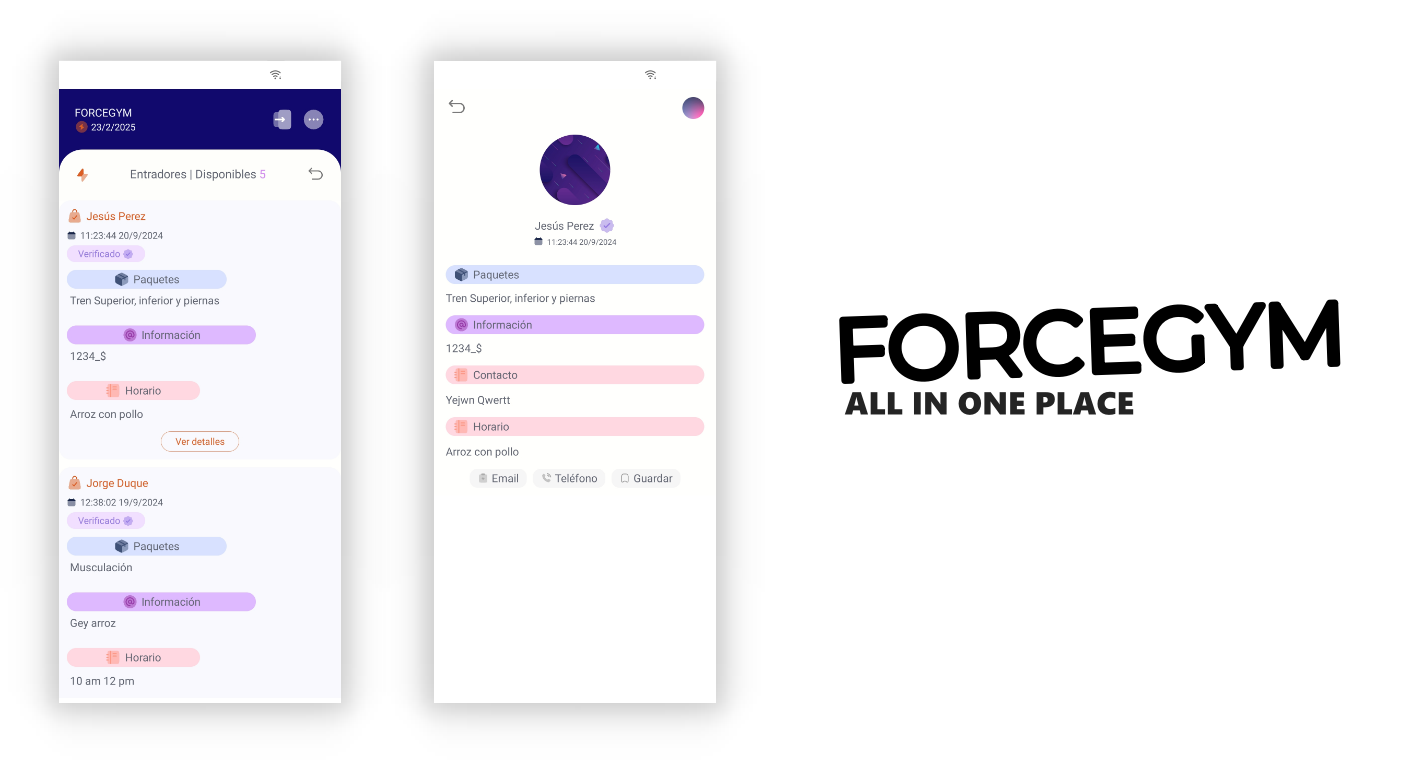 FORCEGYM
23/2/2025
Entradores | Disponibles 5
Jesús Perez
11:23:44 20/9/2024
Verificado
Paquetes
Tren Superior, inferior y piernas
Información
1234_$
Horario
Arroz con pollo
Ver detalles
Jorge Duque
12:38:02 19/9/2024
Verificado
Paquetes
Musculación
Información
Gey arroz
Horario
10 am 12 pm
Jesús Perez
11:23:44 20/9/2024
Paquetes
Tren Superior, inferior y piernas
Información
1234_$
Contacto
Yejwn Qwertt
Horario
Arroz con pollo
Email Teléfono Guardar
FORCEGYM
ALL IN ONE PLACE